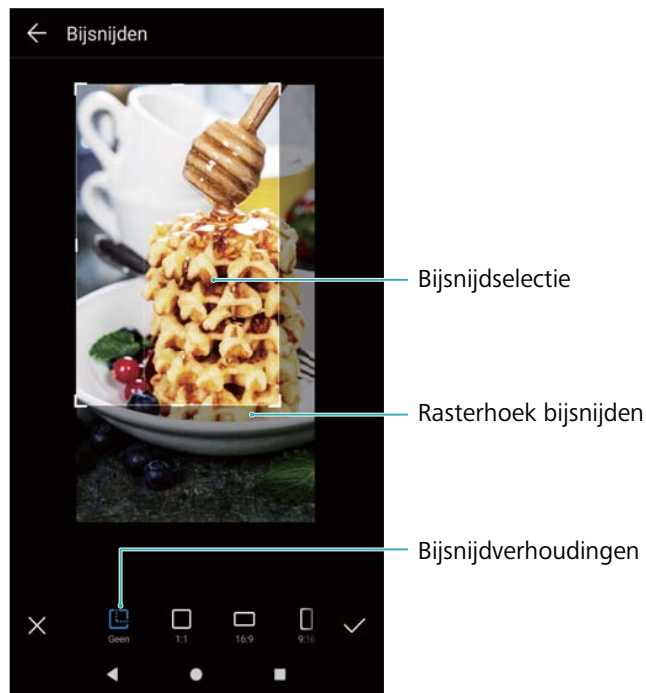 Bijsnijden
Bijsnijdselectie
Rasterhoek bijsnijden
Bijsnijdverhoudingen
Geen 1:1 16:9 9:16